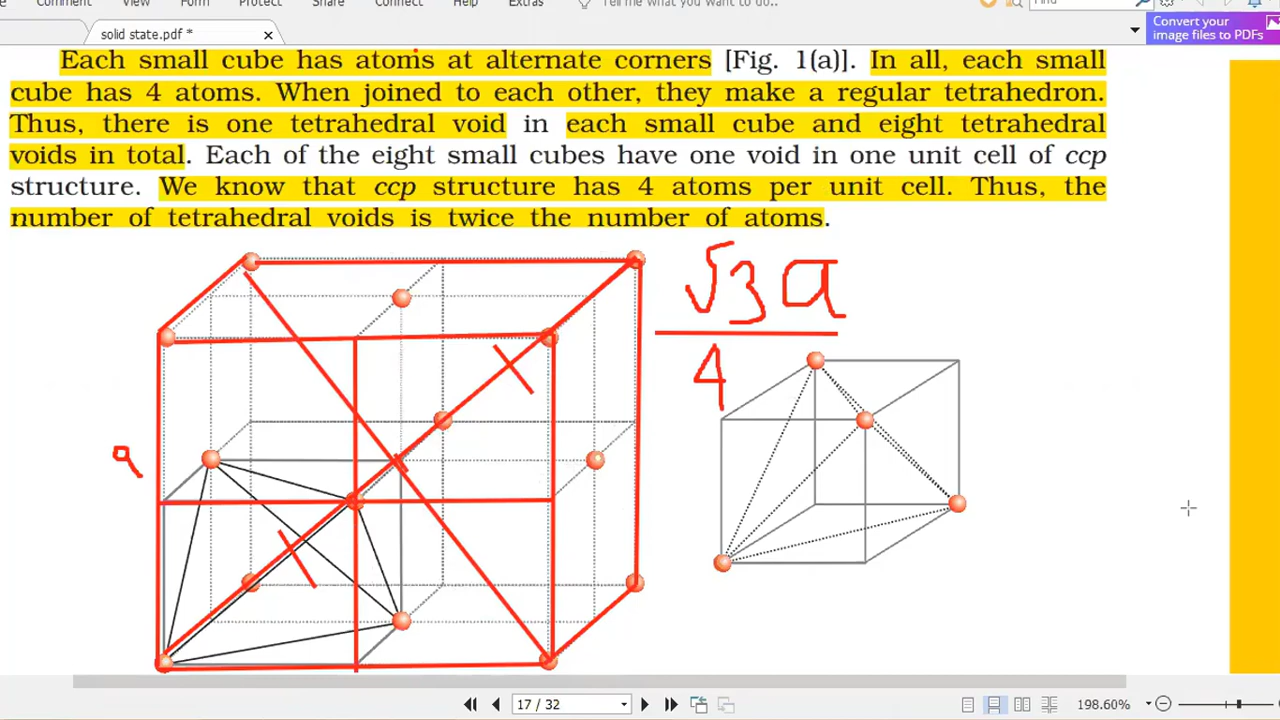 Comment View Form Protect Share Connect Help Extras Tell me what you want to do..
Find
solid state.pdf *
Convert your
image files to PDFs
Each small cube has atoms at alternate corners [Fig. 1(a)]. In all, each small
cube has 4 atoms. When joined to each other, they make a regular tetrahedron.
Thus, there is one tetrahedral void in each small cube and eight tetrahedral
voids in total. Each of the eight small cubes have one void in one unit cell of ccp
structure. We know that ccp structure has 4 atoms per unit cell. Thus, the
number of tetrahedral voids is twice the number of atoms.
√3 a
4
a
17 / 32
198.60%